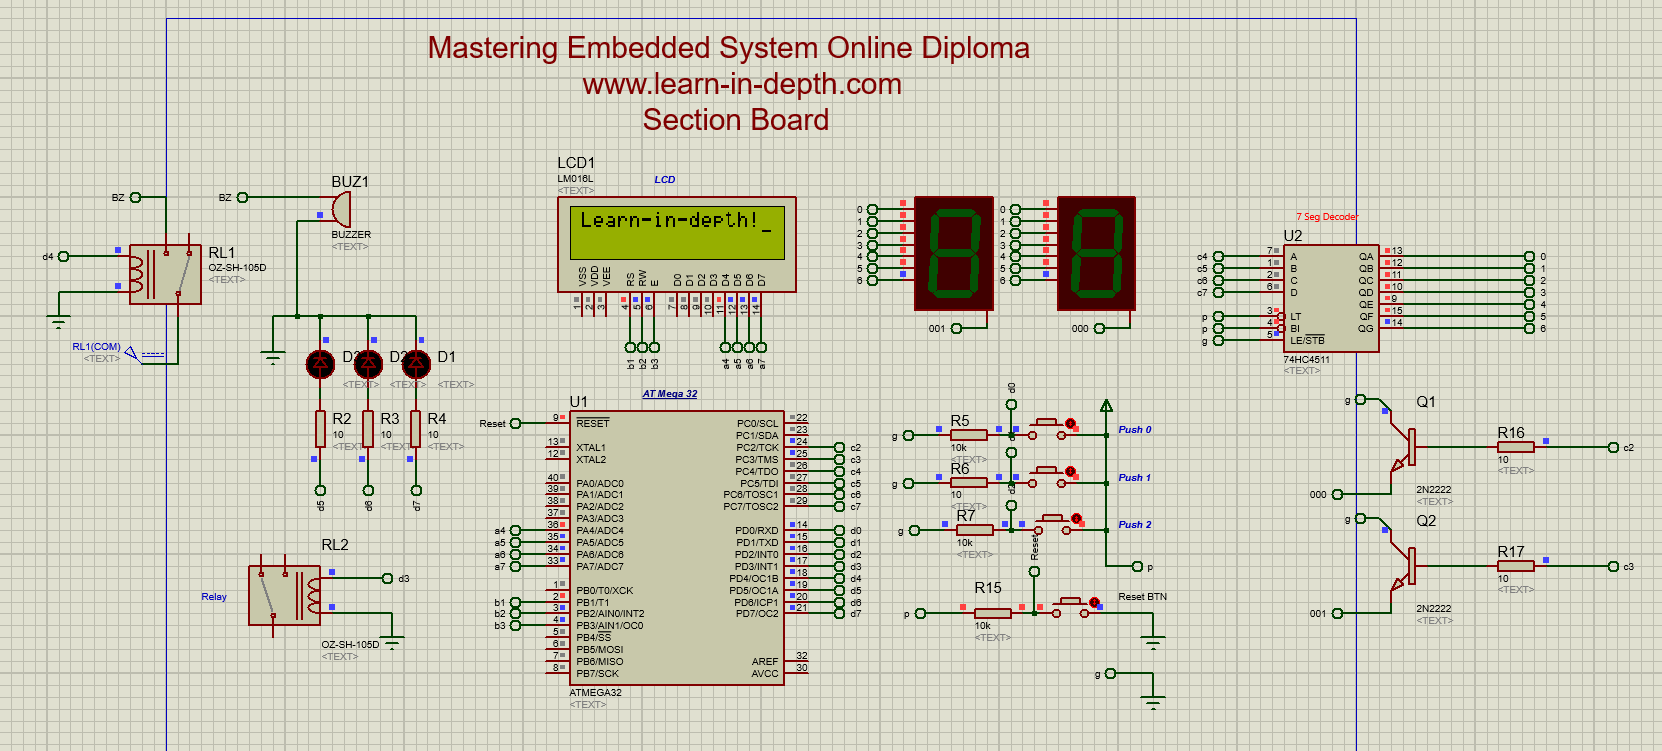 Mastering Embedded System Online Diploma
www.learn-in-depth.com
Section Board
LCD1
LM016L
<TEXT>
LCD
Learn-in-depth!_
VSS VDD VEE RS RW E D0 D1 D2 D3 D4 D5 D6 D7
1 2 3 4 5 6 7 8 9 10 11 12 13 14
b1 b2 b3 a4 a5 a6 a7
BZ
BZ
BUZ1
BUZZER
<TEXT>
d4
RL1
OZ-SH-105D
<TEXT>
RL1(COM)
<TEXT>
D2 D1
<TEXT> <TEXT> <TEXT>
R2 R3 R4
10 10 10
<TEXT> <TEXT> <TEXT>
d5 d6 d7
RL2
d3
Relay
OZ-SH-105D
<TEXT>
0 0
1 1
2 2
3 3
4 4
5 5
6 6
001 000
7 Seg Decoder
U2
c4 7 A QA 13 0
c5 1 B QB 12 1
c6 2 C QC 11 2
c7 6 D QD 10 3
QE 9 4
p 3 LT QF 15 5
p 4 BI QG 14 6
g 5 LE/STB
74HC4511
<TEXT>
AT Mega 32
U1
Reset 9 RESET PC0/SCL 22
PC1/SDA 23
13 XTAL1 PC2/TCK 24 c2
12 XTAL2 PC3/TMS 25 c3
PC4/TDO 26 c4
40 PA0/ADC0 PC5/TDI 27 c5
39 PA1/ADC1 PC6/TOSC1 28 c6
38 PA2/ADC2 PC7/TOSC2 29 c7
37 PA3/ADC3
a4 36 PA4/ADC4 PD0/RXD 14 d0
a5 35 PA5/ADC5 PD1/TXD 15 d1
a6 34 PA6/ADC6 PD2/INT0 16 d2
a7 33 PA7/ADC7 PD3/INT1 17 d3
PD4/OC1B 18 d4
1 PB0/T0/XCK PD5/OC1A 19 d5
b1 2 PB1/T1 PD6/ICP1 20 d6
b2 3 PB2/AIN0/INT2 PD7/OC2 21 d7
b3 4 PB3/AIN1/OC0
5 PB4/SS
6 PB5/MOSI
7 PB6/MISO AREF 32
8 PB7/SCK AVCC 30
ATMEGA32
<TEXT>
d0
g R5 Push 0
10k
<TEXT>
g R6 Push 1
10
<TEXT>
g R7 Push 2
10k
<TEXT>
Reset
p
R15 Reset BTN
p
10k
<TEXT>
g
g Q1
R16 c2
10
<TEXT>
000 2N2222
<TEXT>
g Q2
R17 c3
10
<TEXT>
001 2N2222
<TEXT>